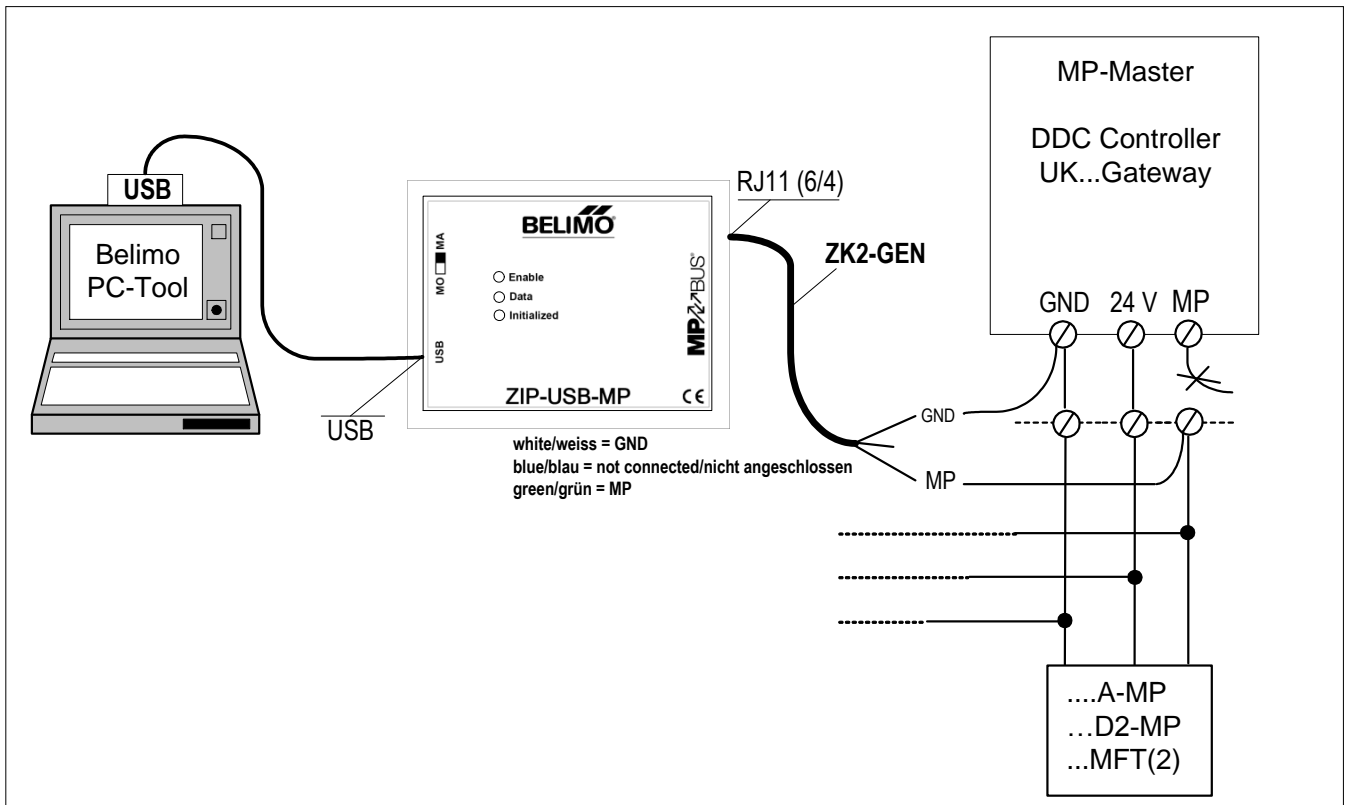 USB
Belimo
PC-Tool
USB
BELIMO
MO MA
Enable
Data
Initialized
USB
MP BUS®
ZIP-USB-MP
CE
white/weiss = GND
blue/blau = not connected/nicht angeschlossen
green/grün = MP
RJ11 (6/4)
ZK2-GEN
MP-Master
DDC Controller
UK...Gateway
GND 24 V MP
GND
MP
....A-MP
...D2-MP
...MFT(2)